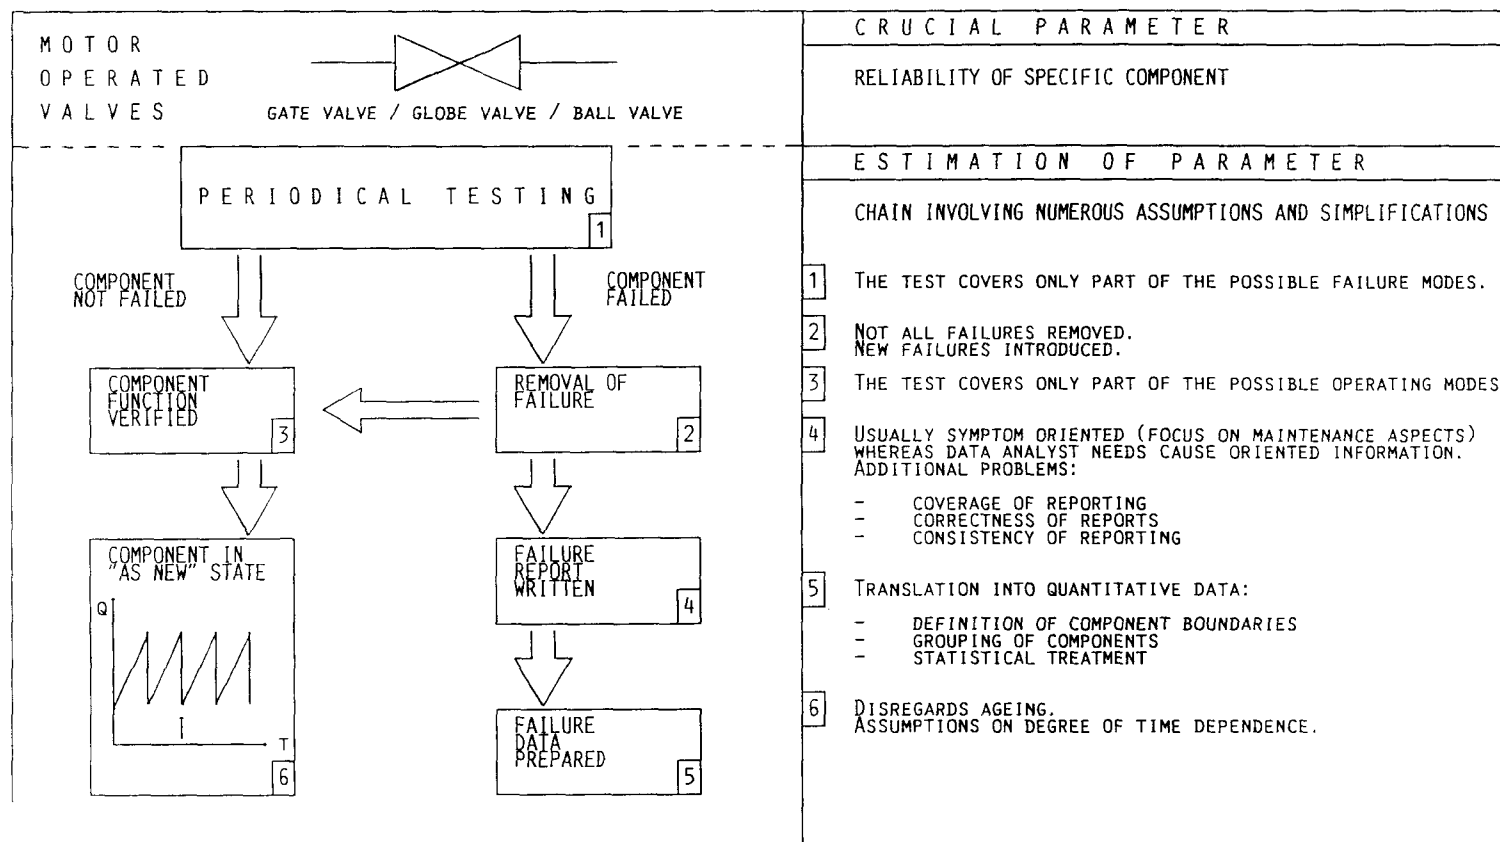 MOTOR
OPERATED
VALVES
GATE VALVE / GLOBE VALVE / BALL VALVE
PERIODICAL TESTING
1
COMPONENT
NOT FAILED
COMPONENT
FAILED
COMPONENT
FUNCTION
VERIFIED
3
REMOVAL OF
FAILURE
2
COMPONENT IN
"AS NEW" STATE
Q
T
6
FAILURE
REPORT
WRITTEN
4
FAILURE
DATA
PREPARED
5
CRUCIAL PARAMETER
RELIABILITY OF SPECIFIC COMPONENT
ESTIMATION OF PARAMETER
CHAIN INVOLVING NUMEROUS ASSUMPTIONS AND SIMPLIFICATIONS
1 THE TEST COVERS ONLY PART OF THE POSSIBLE FAILURE MODES.
2 NOT ALL FAILURES REMOVED.
NEW FAILURES INTRODUCED.
3 THE TEST COVERS ONLY PART OF THE POSSIBLE OPERATING MODES
4 USUALLY SYMPTOM ORIENTED (FOCUS ON MAINTENANCE ASPECTS)
WHEREAS DATA ANALYST NEEDS CAUSE ORIENTED INFORMATION.
ADDITIONAL PROBLEMS:
- COVERAGE OF REPORTING
- CORRECTNESS OF REPORTS
- CONSISTENCY OF REPORTING
5 TRANSLATION INTO QUANTITATIVE DATA:
- DEFINITION OF COMPONENT BOUNDARIES
- GROUPING OF COMPONENTS
- STATISTICAL TREATMENT
6 DISREGARDS AGEING.
ASSUMPTIONS ON DEGREE OF TIME DEPENDENCE.